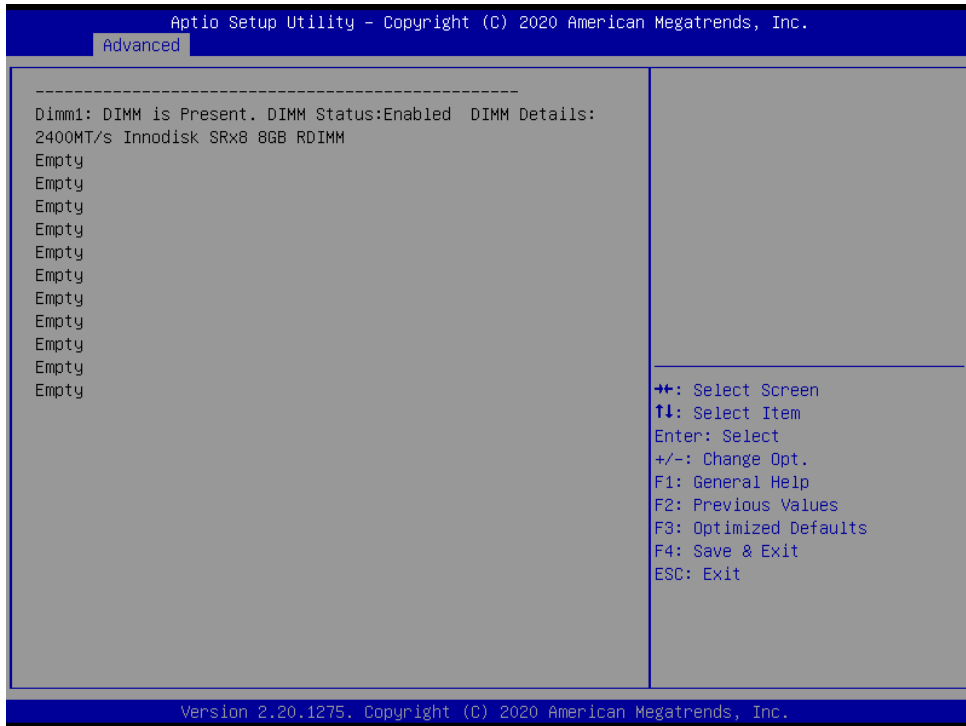 Aptio Setup Utility – Copyright (C) 2020 American Megatrends, Inc.
Advanced
--------------------------------------------------
Dimm1: DIMM is Present. DIMM Status:Enabled  DIMM Details:
2400MT/s Innodisk SRx8 8GB RDIMM
Empty
Empty
Empty
Empty
Empty
Empty
Empty
Empty
Empty
Empty
Empty
→←: Select Screen
↑↓: Select Item
Enter: Select
+/-: Change Opt.
F1: General Help
F2: Previous Values
F3: Optimized Defaults
F4: Save & Exit
ESC: Exit
Version 2.20.1275. Copyright (C) 2020 American Megatrends, Inc.